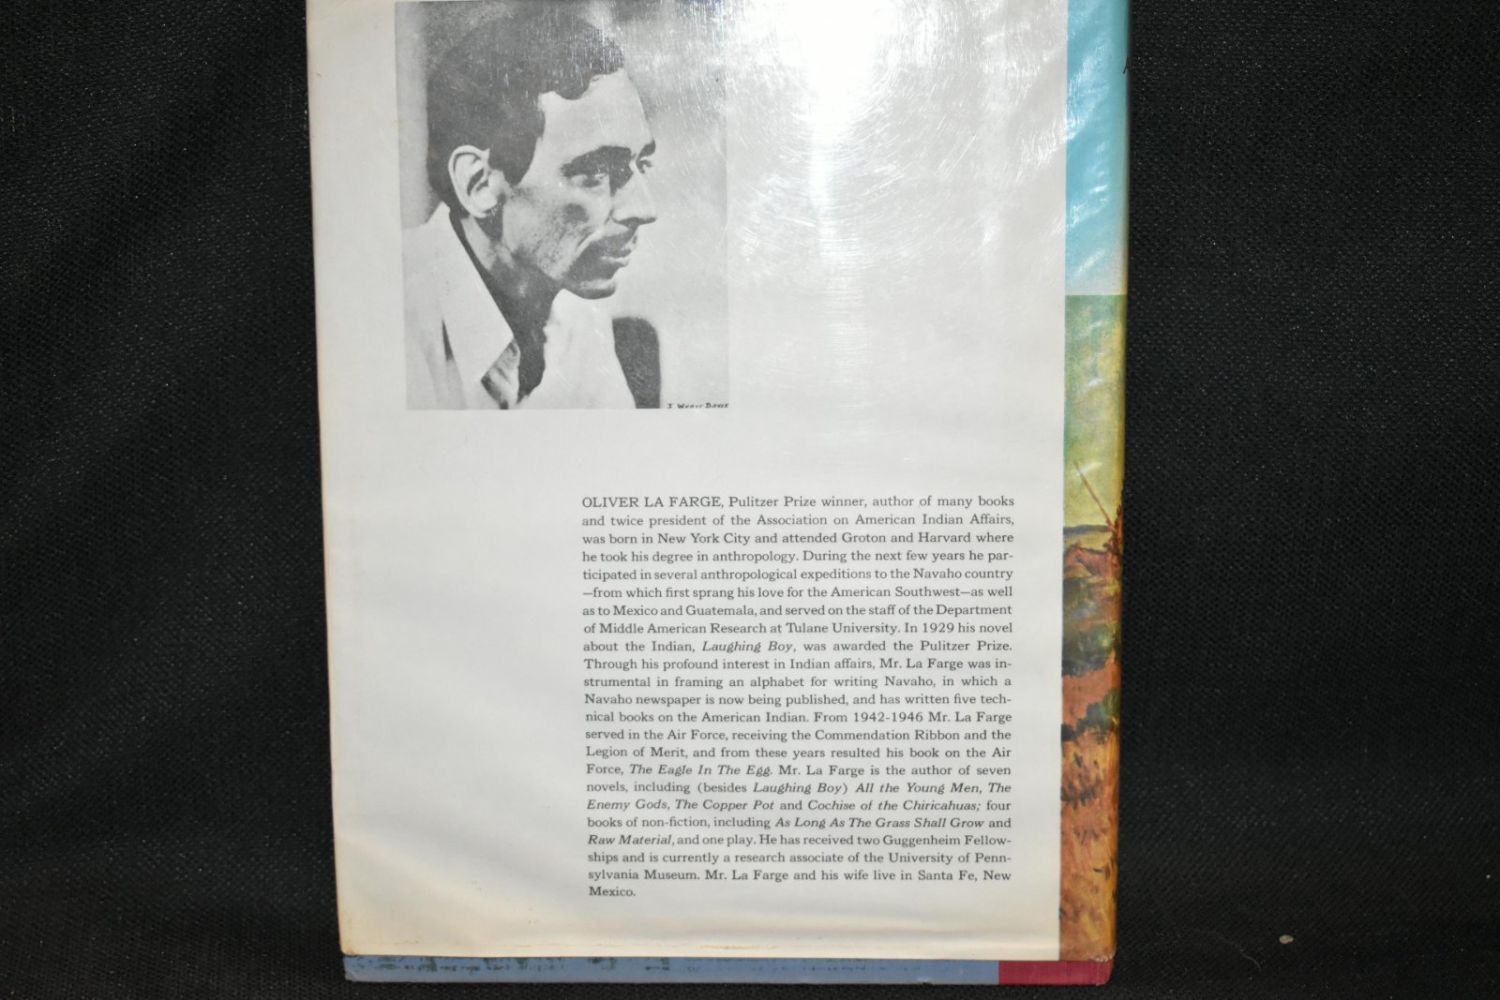 OLIVER LA FARGE, Pulitzer Prize winner, author of many books
and twice president of the Association on American Indian Affairs,
was born in New York City and attended Groton and Harvard where
he took his degree in anthropology. During the next few years he par-
ticipated in several anthropological expeditions to the Navaho country
—from which first sprang his love for the American Southwest—as well
as to Mexico and Guatemala, and served on the staff of the Department
of Middle American Research at Tulane University. In 1929 his novel
about the Indian, Laughing Boy, was awarded the Pulitzer Prize.
Through his profound interest in Indian affairs, Mr. La Farge was in-
strumental in framing an alphabet for writing Navaho, in which a
Navaho newspaper is now being published, and has written five tech-
nical books on the American Indian. From 1942-1946 Mr. La Farge
served in the Air Force, receiving the Commendation Ribbon and the
Legion of Merit, and from these years resulted his book on the Air
Force, The Eagle In The Egg. Mr. La Farge is the author of seven
novels, including (besides Laughing Boy) All the Young Men, The
Enemy Gods, The Copper Pot and Cochise of the Chiricahuas; four
books of non-fiction, including As Long As The Grass Shall Grow and
Raw Material, and one play. He has received two Guggenheim Fellow-
ships and is currently a research associate of the University of Penn-
sylvania Museum. Mr. La Farge and his wife live in Santa Fe, New
Mexico.